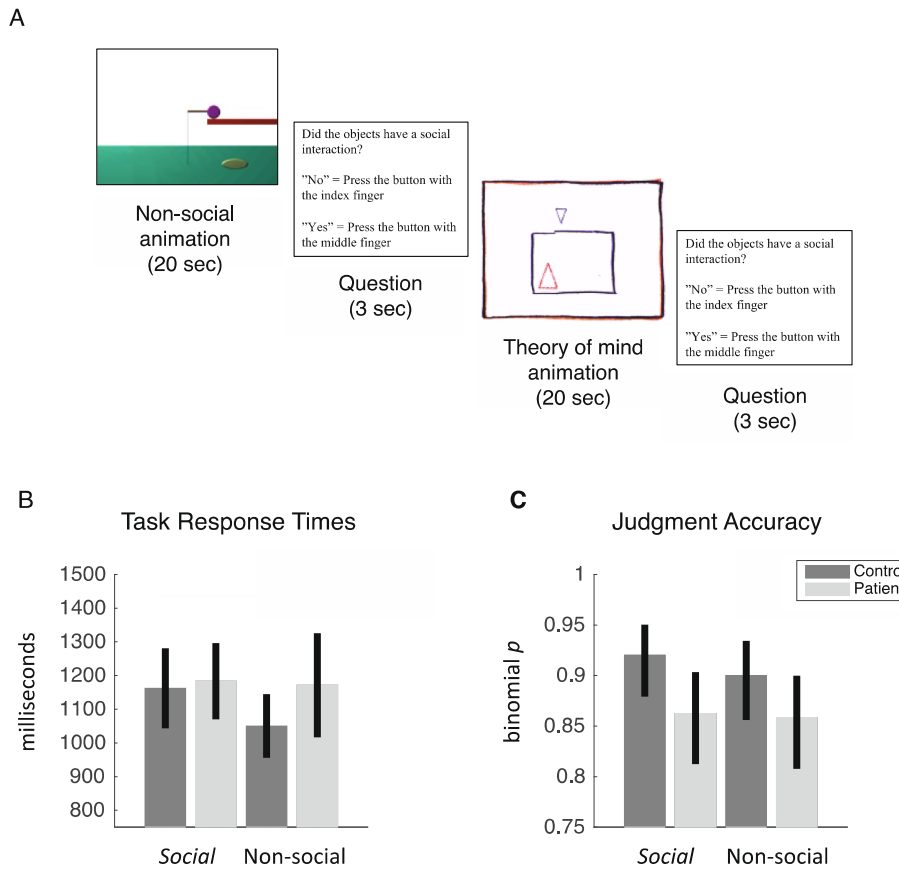 A
Did the objects have a social
interaction?
"No" = Press the button with
the index finger
"Yes" = Press the button with
the middle finger
Non-social
animation
(20 sec)
Question
(3 sec)
Did the objects have a social
interaction?
"No" = Press the button with
the index finger
"Yes" = Press the button with
the middle finger
Theory of mind
animation
(20 sec)
Question
(3 sec)
B
Task Response Times
1500
1400
1300
1200
1100
1000
900
800
milliseconds
Social Non-social
C
Judgment Accuracy
Contro
Patien
1
0.95
0.9
0.85
0.8
0.75
binomial p
Social Non-social